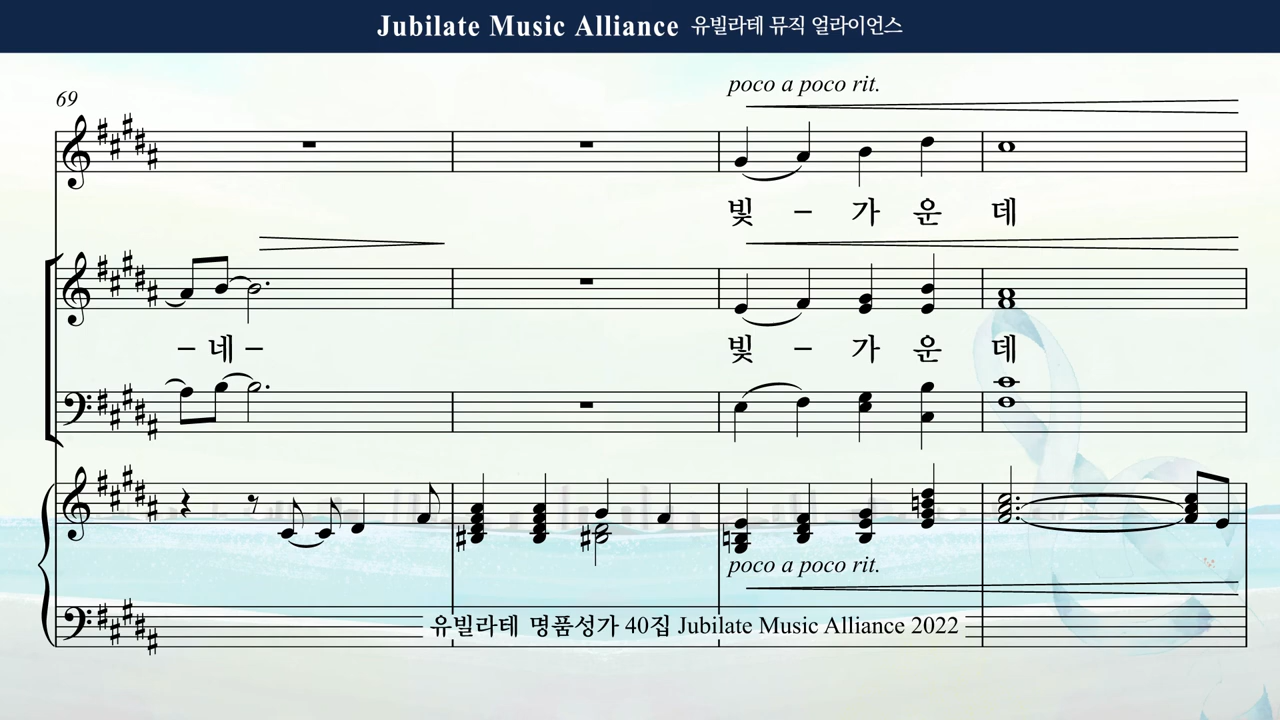 Jubilate Music Alliance 유빌라테 뮤직 얼라이언스
69
poco a poco rit.
빛 – 가 운 데
– 네 – 빛 – 가 운 데
poco a poco rit.
유빌라테 명품성가 40집 Jubilate Music Alliance 2022